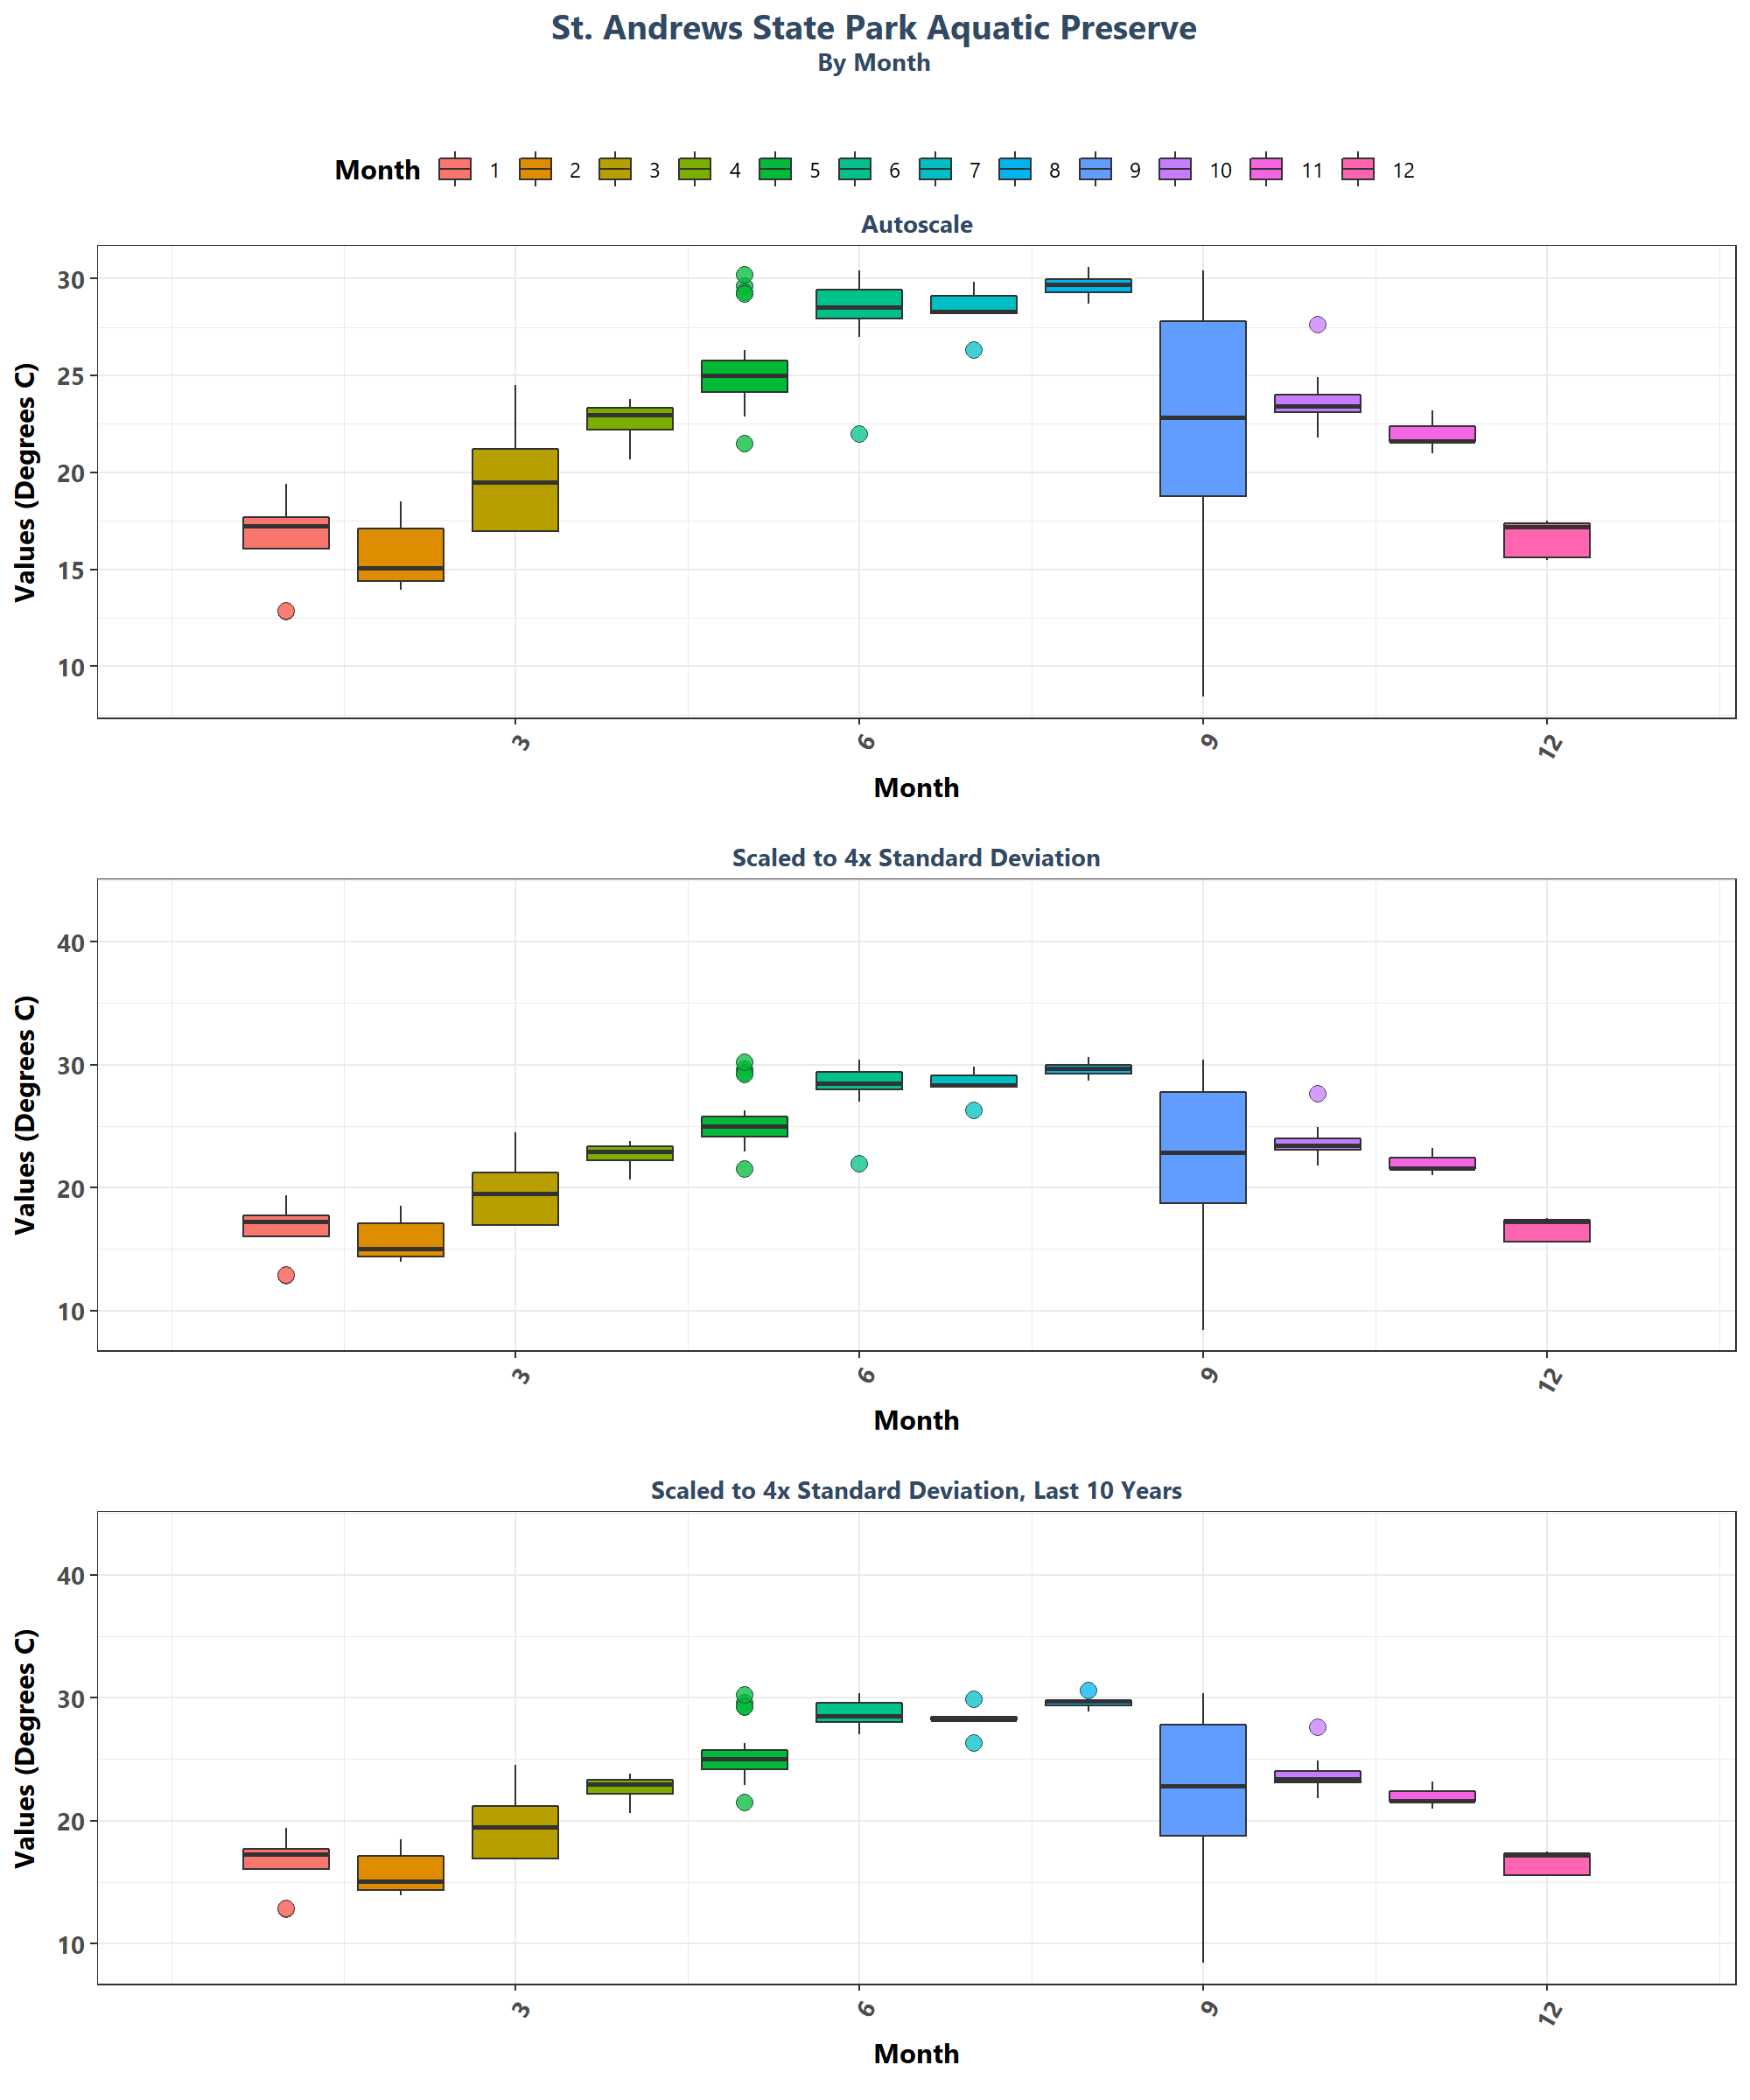 St. Andrews State Park Aquatic Preserve
By Month
Month 1 2 3 4 5 6 7 8 9 10 11 12
Autoscale
Values (Degrees C)
30
25
20
15
10
3 6 9 12
Month
Scaled to 4x Standard Deviation
Values (Degrees C)
40
30
20
10
3 6 9 12
Month
Scaled to 4x Standard Deviation, Last 10 Years
Values (Degrees C)
40
30
20
10
3 6 9 12
Month